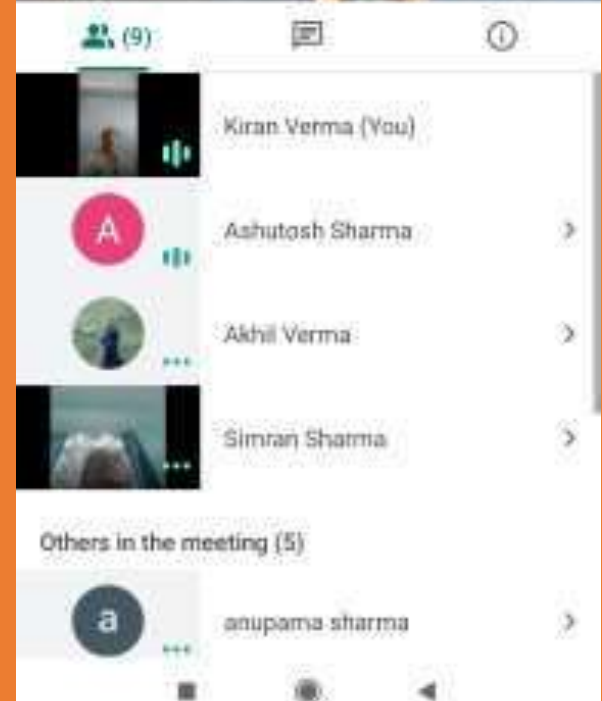 (9)
Kiran Verma (You)
A
Ashutosh Sharma
Akhil Verma
Simran Sharma
Others in the meeting (5)
a
anupama sharma